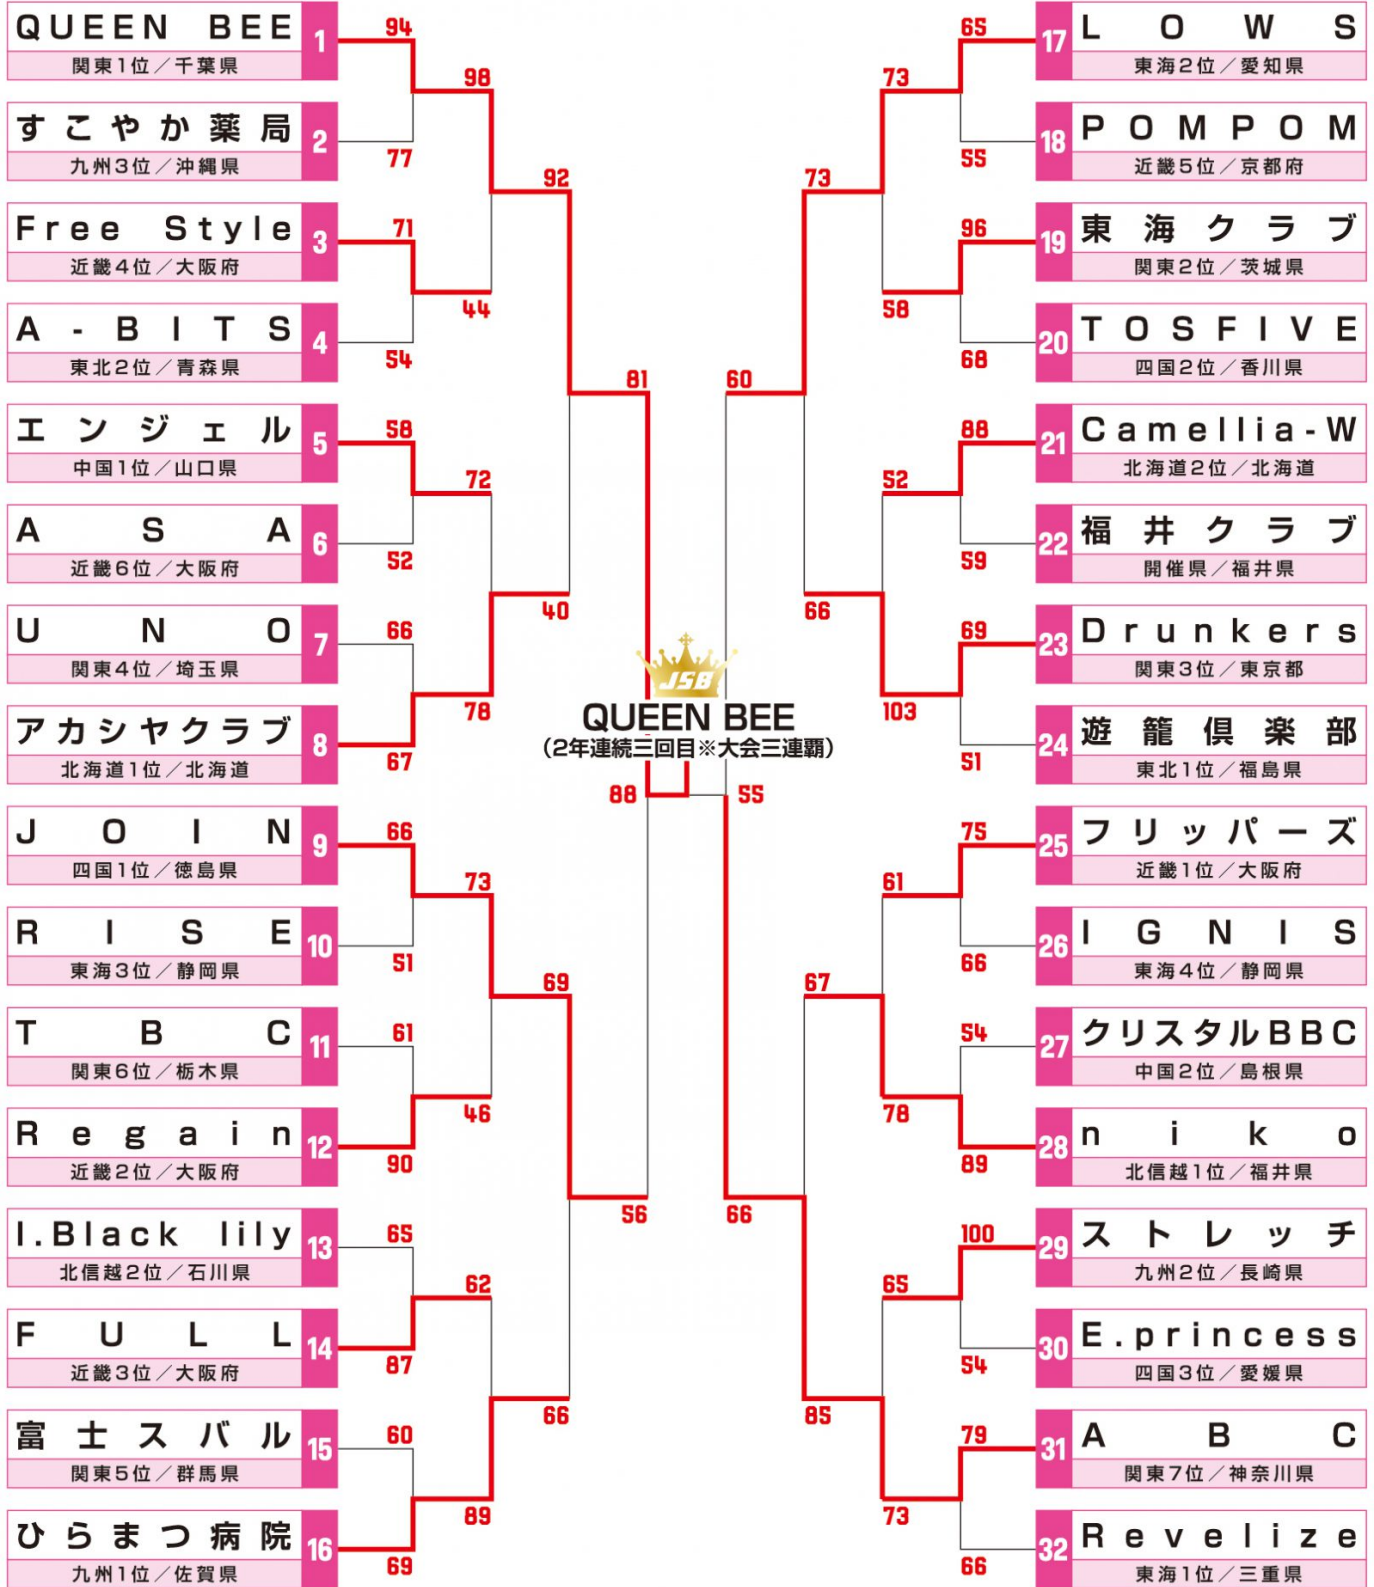 QUEEN BEE
関東1位／千葉県
1
94
98
すこやか薬局
九州3位／沖縄県
2
77
92
Free Style
近畿4位／大阪府
3
71
44
A-BITS
東北2位／青森県
4
54
81
エンジェル
中国1位／山口県
5
58
72
ASA
近畿6位／大阪府
6
52
40
UNO
関東4位／埼玉県
7
66
78
アカシヤクラブ
北海道1位／北海道
8
67
JOIN
四国1位／徳島県
9
66
73
RISE
東海3位／静岡県
10
51
69
TBC
関東6位／栃木県
11
61
46
Regain
近畿2位／大阪府
12
90
56
I.Black lily
北信越2位／石川県
13
65
62
FULL
近畿3位／大阪府
14
87
66
富士スバル
関東5位／群馬県
15
60
89
ひらまつ病院
九州1位／佐賀県
16
69
JSB
QUEEN BEE
（2年連続三回目※大会三連覇）
88
55
65
17
LOWS
東海2位／愛知県
73
55
18
POMPOM
近畿5位／京都府
73
96
19
東海クラブ
関東2位／茨城県
58
68
20
TOSFIVE
四国2位／香川県
60
88
21
Camellia-W
北海道2位／北海道
52
59
22
福井クラブ
開催県／福井県
66
69
23
Drunkers
関東3位／東京都
103
51
24
遊籠倶楽部
東北1位／福島県
75
25
フリッパーズ
近畿1位／大阪府
61
66
26
IGNIS
東海4位／静岡県
67
54
27
クリスタルBBC
中国2位／島根県
78
89
28
niko
北信越1位／福井県
66
100
29
ストレッチ
九州2位／長崎県
65
54
30
E.princess
四国3位／愛媛県
85
79
31
ABC
関東7位／神奈川県
73
66
32
Revelize
東海1位／三重県